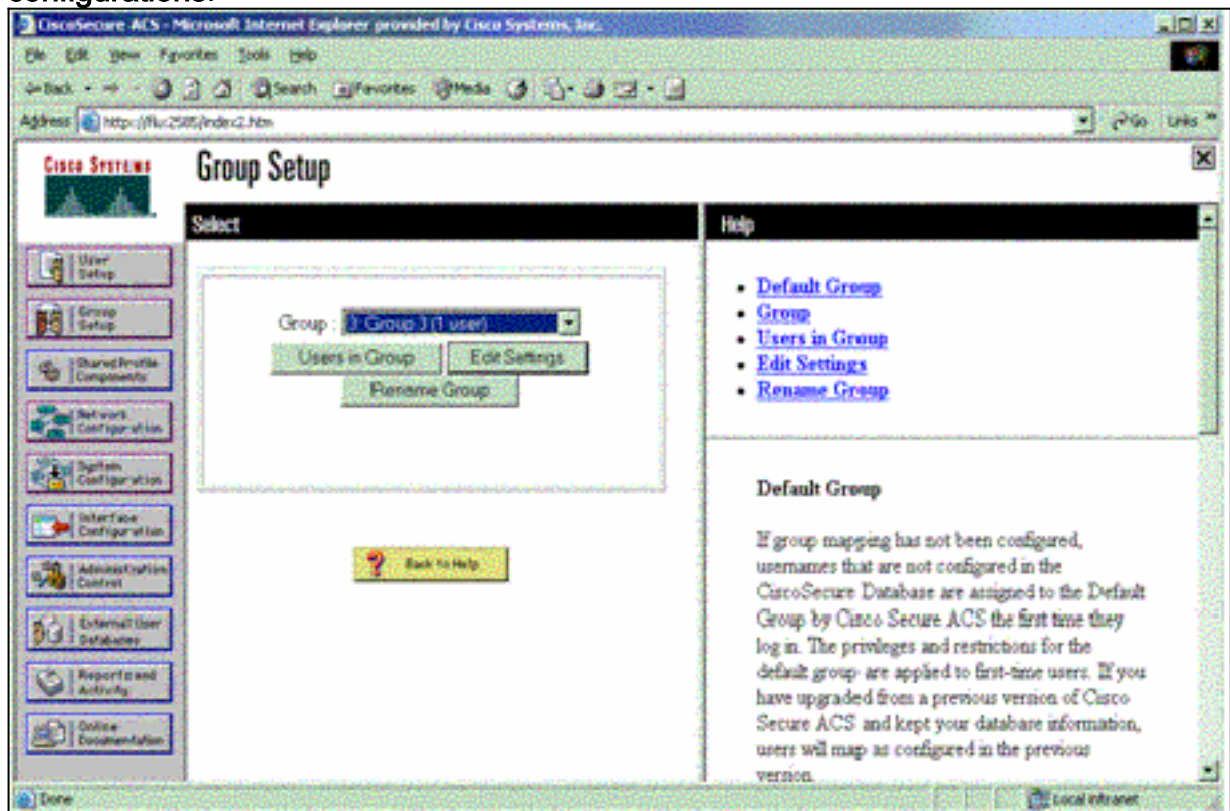 configurations.
CiscoSecure ACS - Microsoft Internet Explorer provided by Cisco Systems, Inc.
File Edit View Favorites Tools Help
Back Search Favorites Media
Address Go Links
CISCO SYSTEMS
Group Setup
Select
Help
User Setup
Group Setup
Shared Profile Components
Network Configuration
System Configuration
Interface Configuration
Administration Control
External User Databases
Reports and Activity
Online Documentation
Group : 3: Group 3 (1 user)
Users in Group Edit Settings
Rename Group
Back to Help
Default Group
Group
Users in Group
Edit Settings
Rename Group
Default Group
If group mapping has not been configured,
usernames that are not configured in the
CiscoSecure Database are assigned to the Default
Group by Cisco Secure ACS the first time they
log in. The privileges and restrictions for the
default group are applied to first-time users. If you
have upgraded from a previous version of Cisco
Secure ACS and kept your database information,
users will map as configured in the previous
version.
Done Local intranet